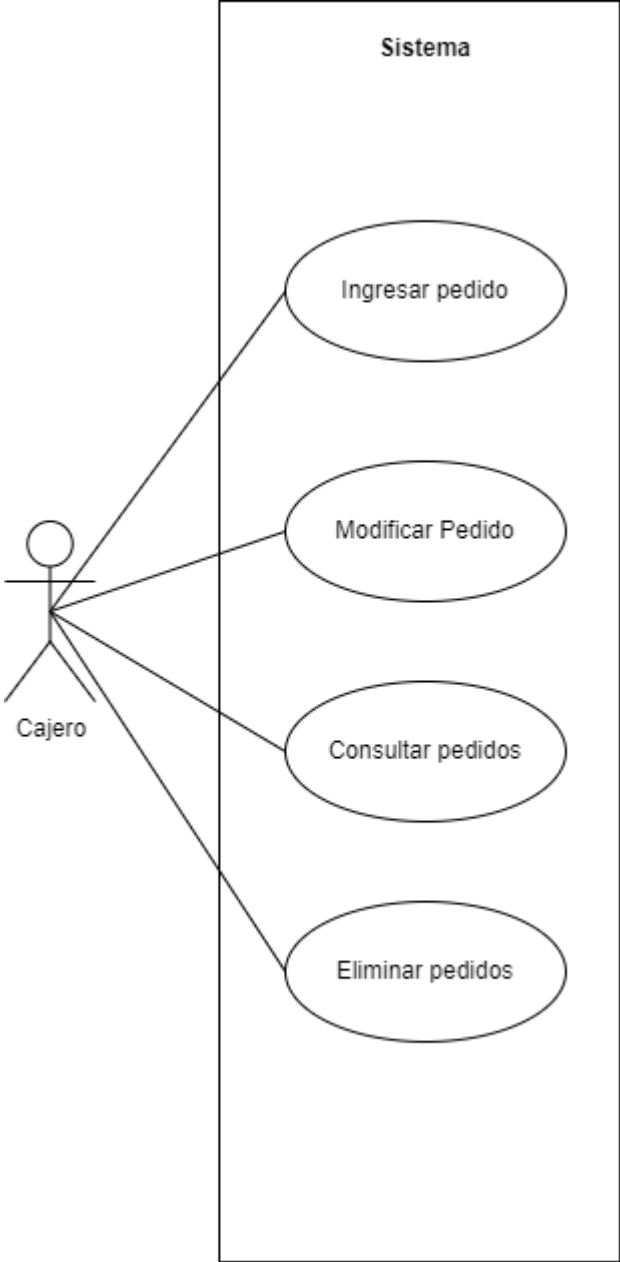 Sistema
Ingresar pedido
Modificar Pedido
Cajero
Consultar pedidos
Eliminar pedidos